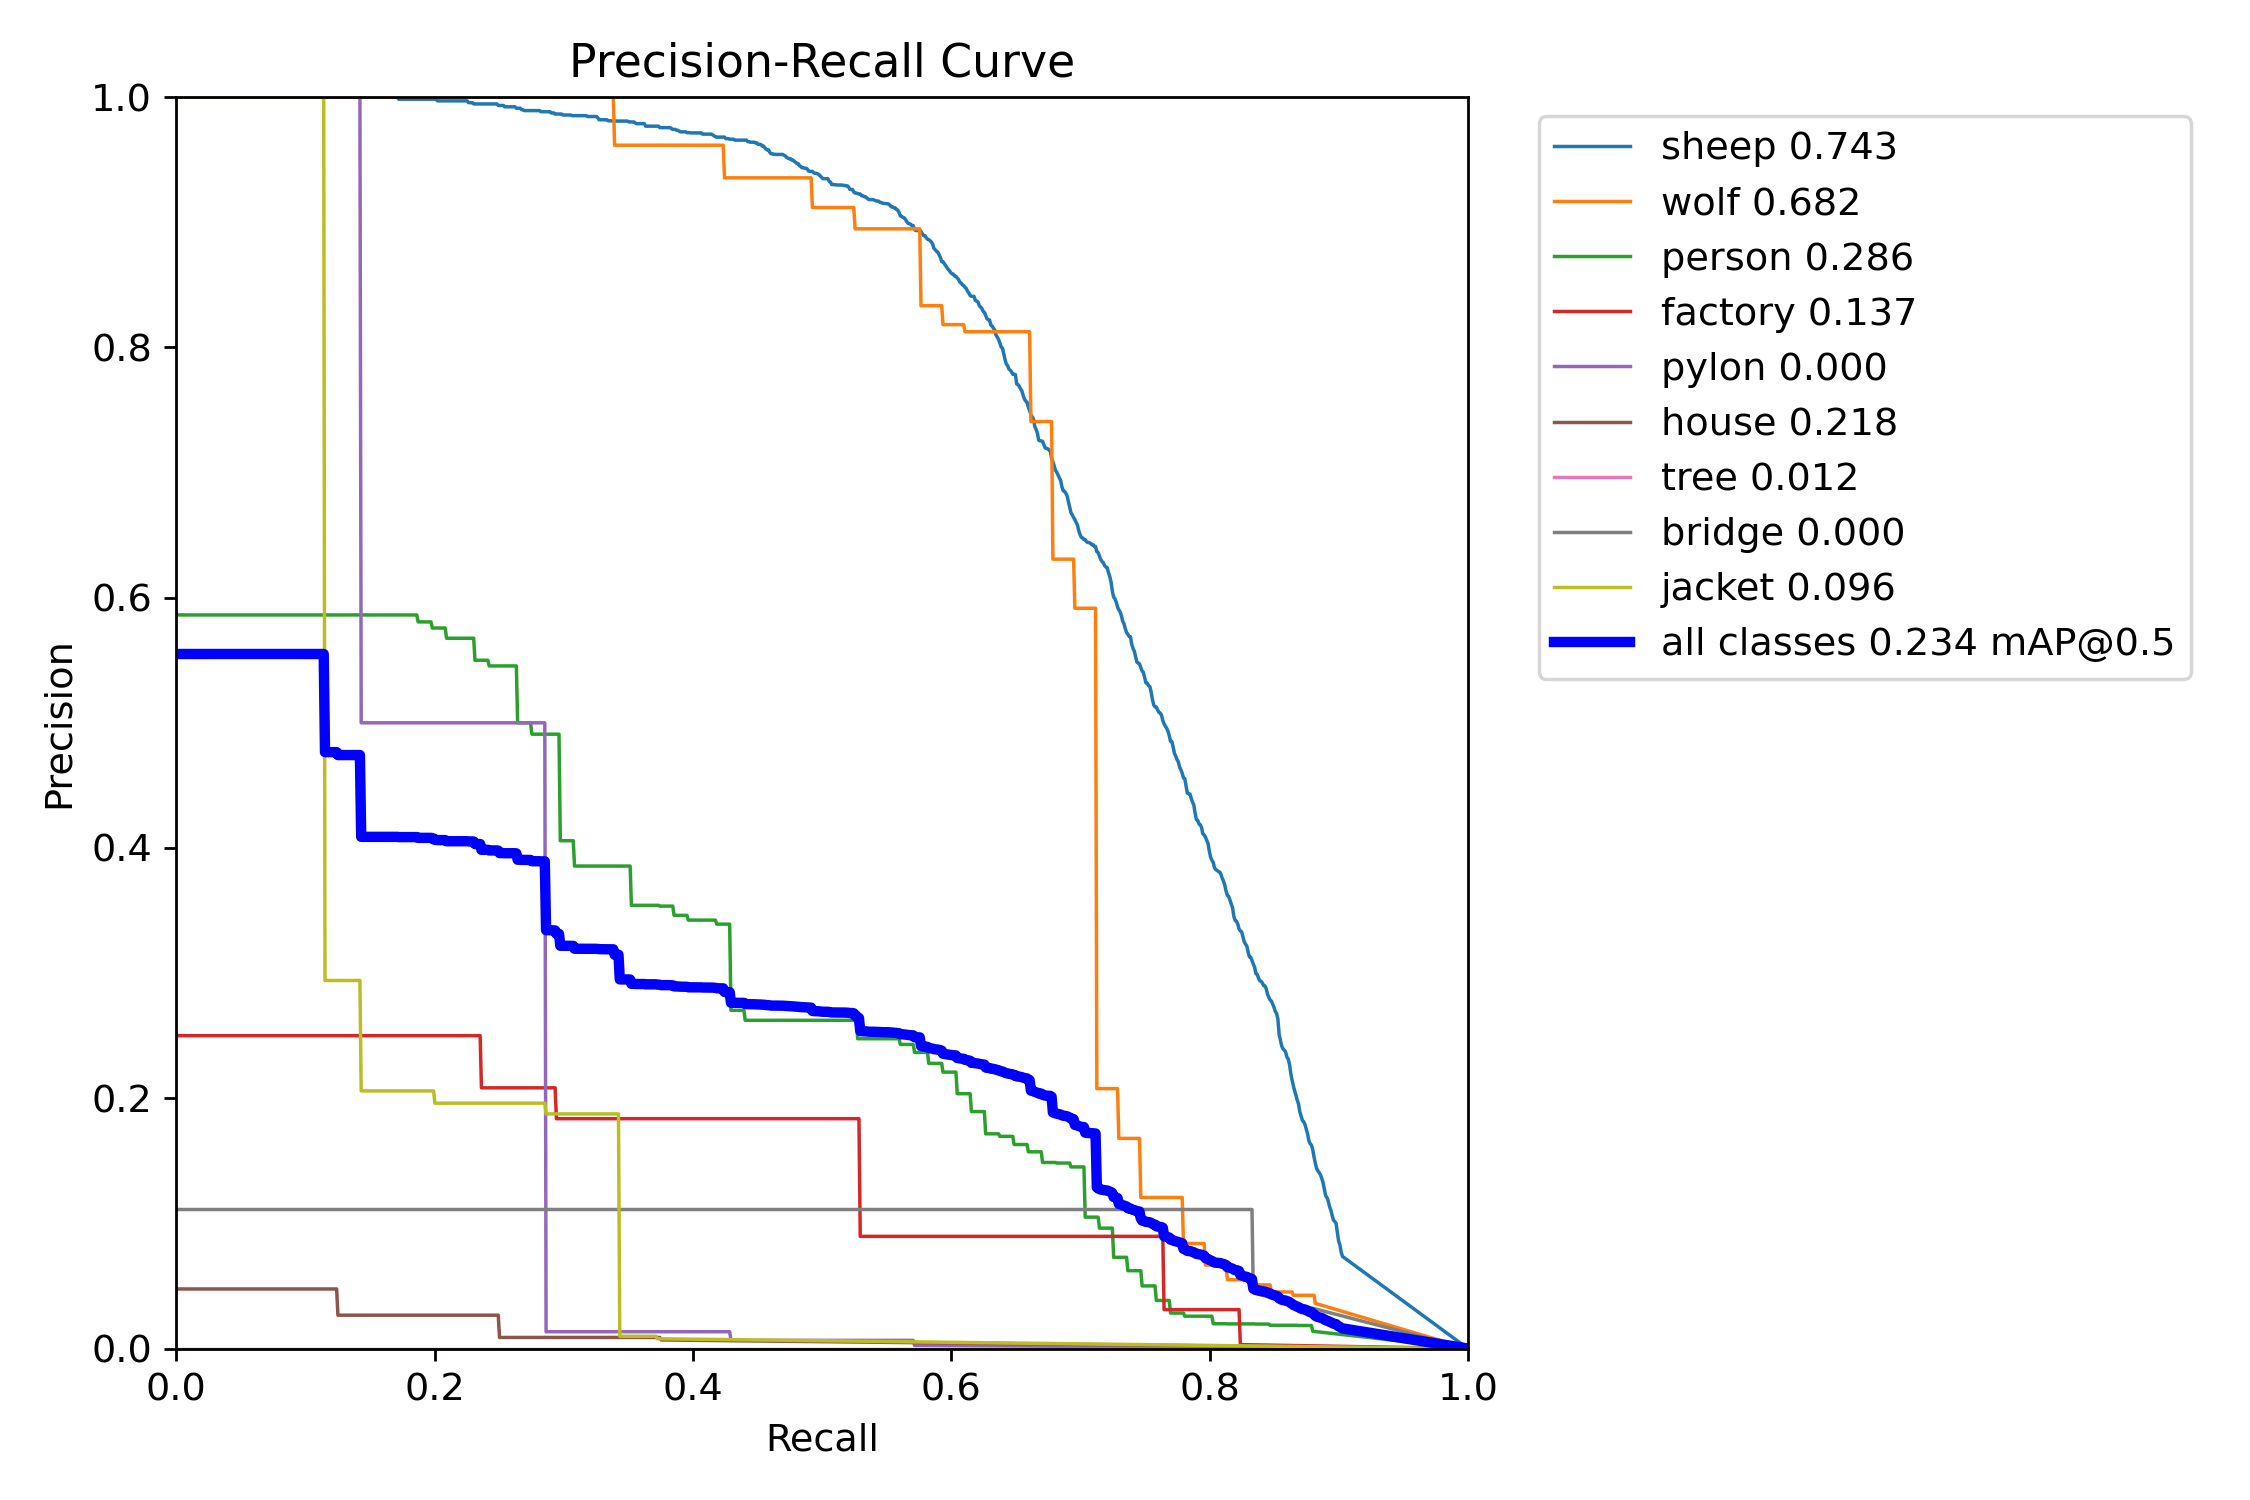 Precision-Recall Curve
1.0
0.8
0.6
0.4
0.2
0.0
Precision
0.0 0.2 0.4 0.6 0.8 1.0
Recall
sheep 0.743
wolf 0.682
person 0.286
factory 0.137
pylon 0.000
house 0.218
tree 0.012
bridge 0.000
jacket 0.096
all classes 0.234 mAP@0.5